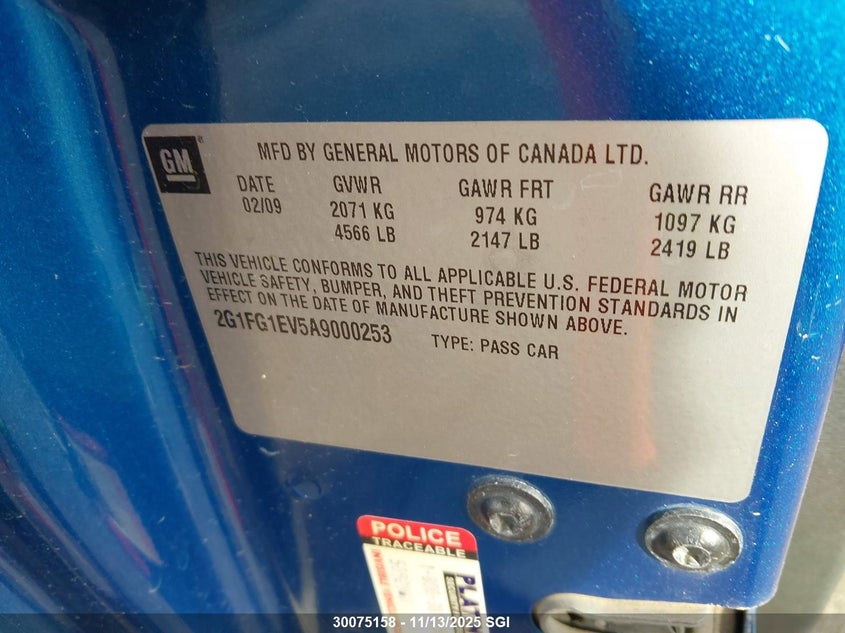 GM
MFD BY GENERAL MOTORS OF CANADA LTD.
DATE GVWR GAWR FRT GAWR RR
02/09 2071 KG 974 KG 1097 KG
4566 LB 2147 LB 2419 LB
THIS VEHICLE CONFORMS TO ALL APPLICABLE U.S. FEDERAL MOTOR
VEHICLE SAFETY, BUMPER, AND THEFT PREVENTION STANDARDS IN
EFFECT ON THE DATE OF MANUFACTURE SHOWN ABOVE.
2G1FG1EV5A9000253 TYPE: PASS CAR
POLICE
TRACEABLE
30075158 - 11/13/2025 SGI